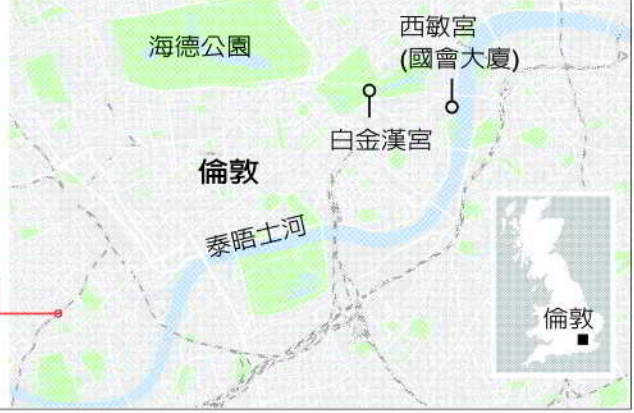 海德公園
西敏宮
(國會大廈)
白金漢宮
倫敦
泰晤士河
倫敦